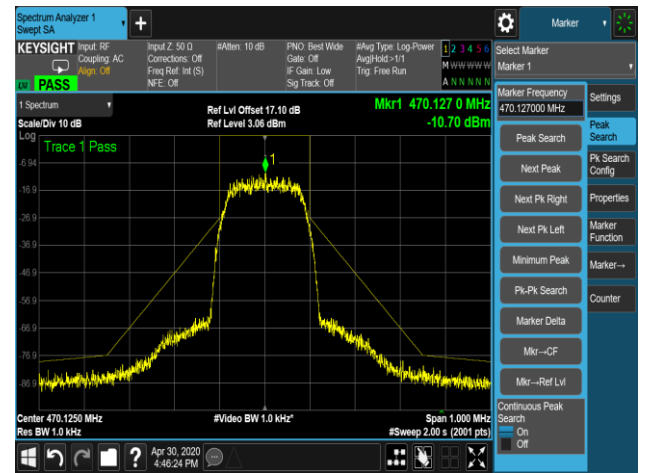 Spectrum Analyzer 1
Swept SA
Marker
KEYSIGHT
Input: RF
Coupling: AC
Align: Off
Input Z: 50 Ω
Corrections: Off
Freq Ref: Int (S)
NFE: Off
#Atten: 10 dB
PNO: Best Wide
Gate: Off
IF Gain: Low
Sig Track: Off
#Avg Type: Log-Power
Avg|Hold:>1/1
Trig: Free Run
1 2 3 4 5 6
M W W W W W
A N N N N N
LXI
PASS
Select Marker
Marker 1
1 Spectrum
Scale/Div 10 dB
Log
Ref Lvl Offset 17.10 dB
Ref Level 3.06 dBm
Mkr1 470.127 0 MHz
-10.70 dBm
Trace 1 Pass
1
-6.94
-16.9
-26.9
-36.9
-46.9
-56.9
-66.9
-76.9
-86.9
Center 470.1250 MHz
Res BW 1.0 kHz
#Video BW 1.0 kHz*
Span 1.000 MHz
#Sweep 2.00 s (2001 pts)
Marker Frequency
470.127000 MHz
Peak Search
Next Peak
Next Pk Right
Next Pk Left
Minimum Peak
Pk-Pk Search
Marker Delta
Mkr→CF
Mkr→Ref Lvl
Continuous Peak
Search
On
Off
Settings
Peak
Search
Pk Search
Config
Properties
Marker
Function
Marker→
Counter
?
Apr 30, 2020
4:46:24 PM